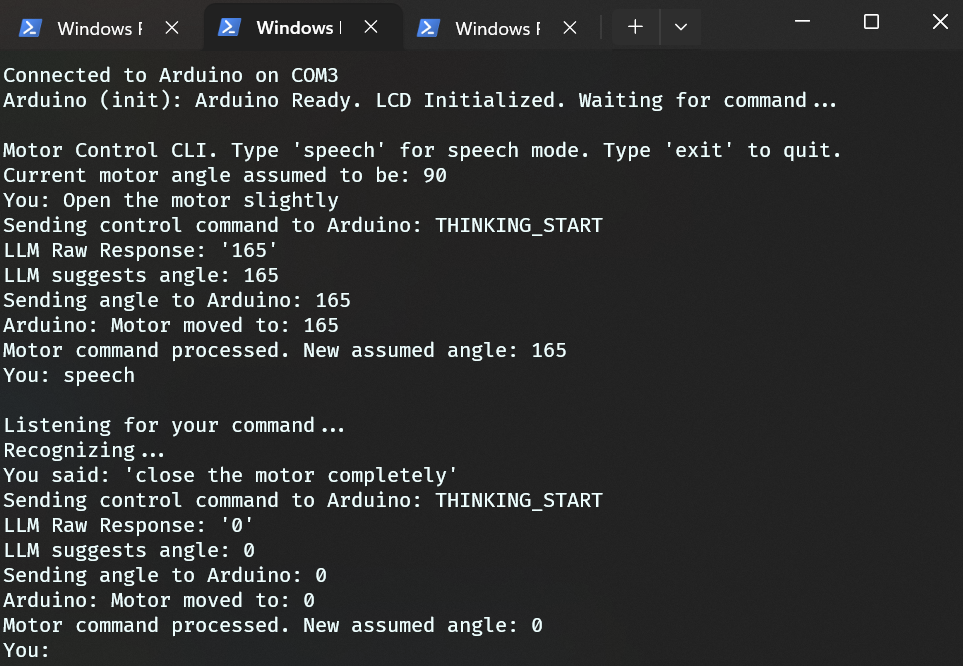 Windows P
Windows
Windows P
Connected to Arduino on COM3
Arduino (init): Arduino Ready. LCD Initialized. Waiting for command...
Motor Control CLI. Type 'speech' for speech mode. Type 'exit' to quit.
Current motor angle assumed to be: 90
You: Open the motor slightly
Sending control command to Arduino: THINKING_START
LLM Raw Response: '165'
LLM suggests angle: 165
Sending angle to Arduino: 165
Arduino: Motor moved to: 165
Motor command processed. New assumed angle: 165
You: speech
Listening for your command...
Recognizing...
You said: 'close the motor completely'
Sending control command to Arduino: THINKING_START
LLM Raw Response: '0'
LLM suggests angle: 0
Sending angle to Arduino: 0
Arduino: Motor moved to: 0
Motor command processed. New assumed angle: 0
You: